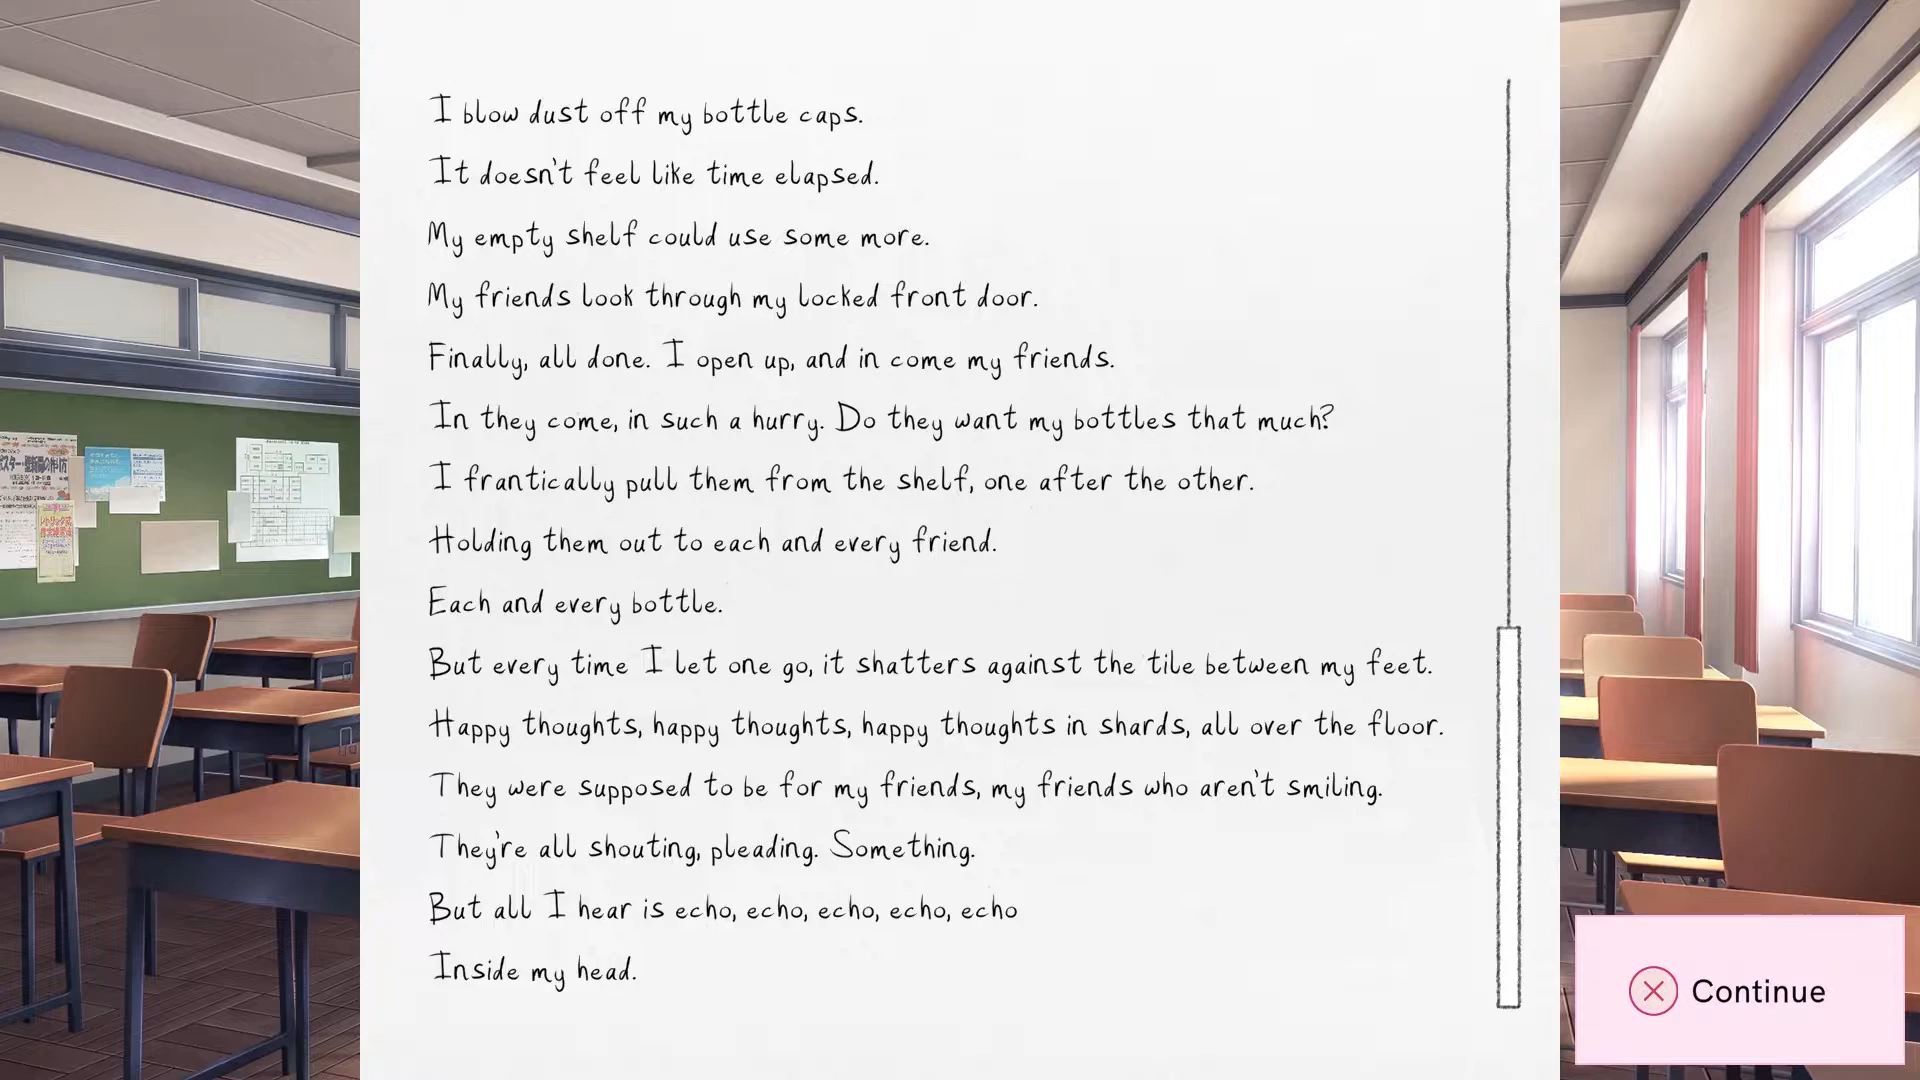 I blow dust off my bottle caps.
It doesn't feel like time elapsed.
My empty shelf could use some more.
My friends look through my locked front door.
Finally, all done. I open up, and in come my friends.
In they come, in such a hurry. Do they want my bottles that much?
I frantically pull them from the shelf, one after the other.
Holding them out to each and every friend.
Each and every bottle.
But every time I let one go, it shatters against the tile between my feet.
Happy thoughts, happy thoughts, happy thoughts in shards, all over the floor.
They were supposed to be for my friends, my friends who aren't smiling.
They're all shouting, pleading. Something.
But all I hear is echo, echo, echo, echo, echo
Inside my head.
Continue